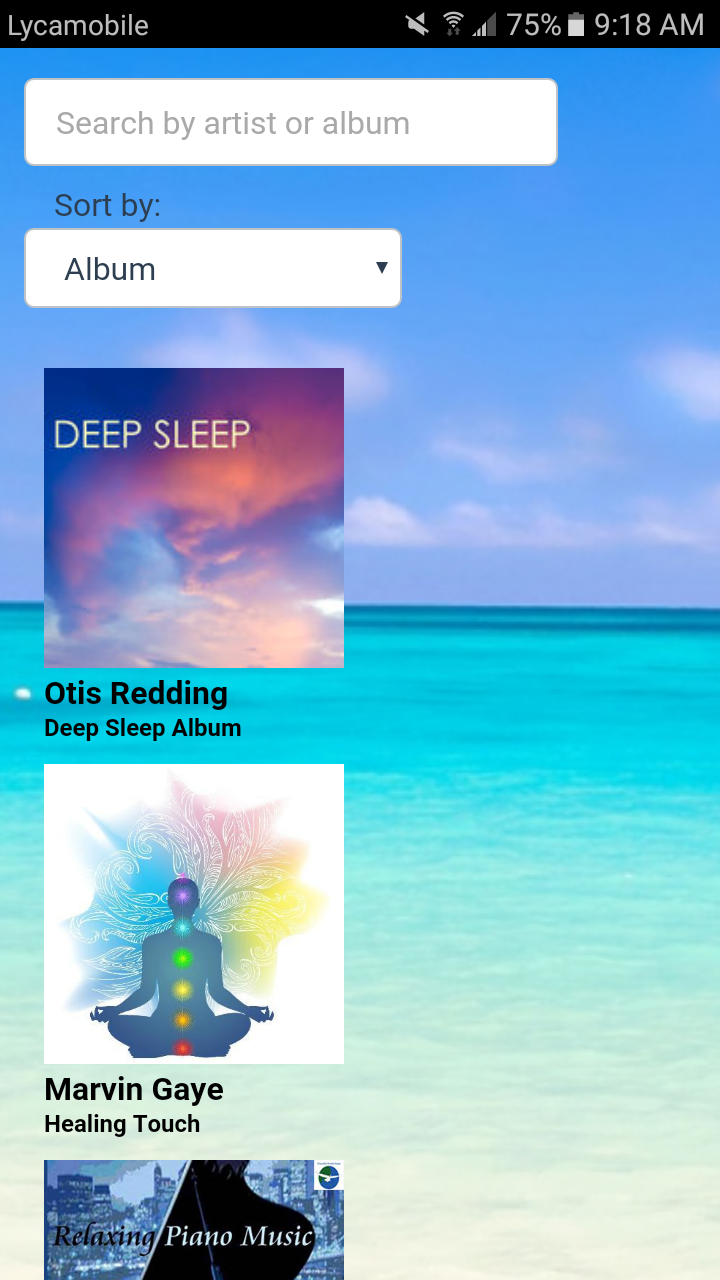 Lycamobile 75% 9:18 AM
Search by artist or album
Sort by:
Album
DEEP SLEEP
Otis Redding
Deep Sleep Album
Marvin Gaye
Healing Touch
Relaxing Piano Music